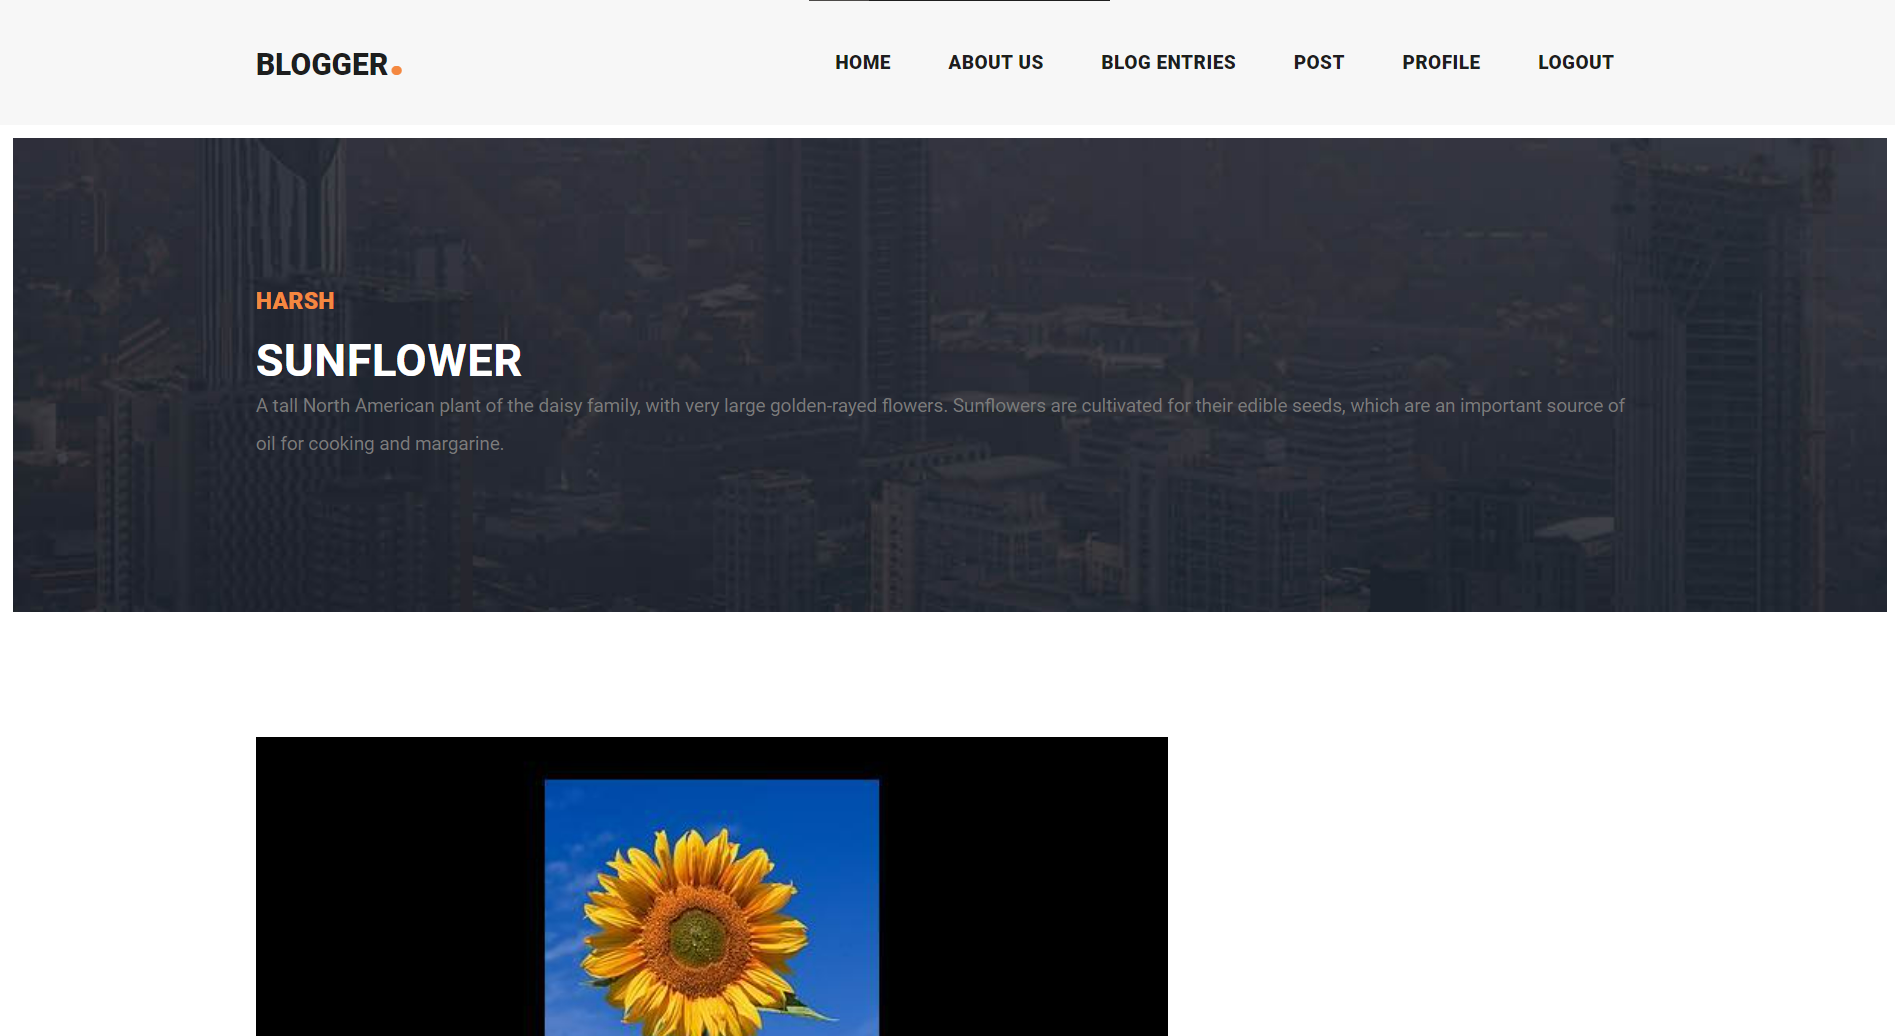 BLOGGER.
HOME ABOUT US BLOG ENTRIES POST PROFILE LOGOUT
HARSH
SUNFLOWER
A tall North American plant of the daisy family, with very large golden-rayed flowers. Sunflowers are cultivated for their edible seeds, which are an important source of
oil for cooking and margarine.